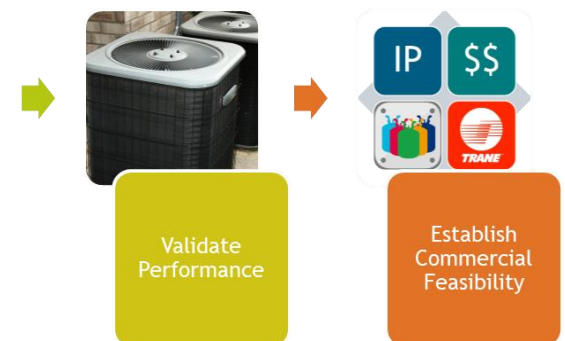 IP
$$
TRANE
Validate
Performance
Establish
Commercial
Feasibility